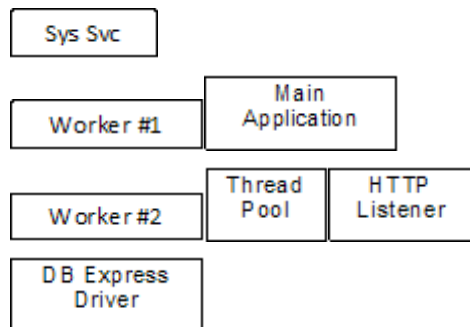 Sys Svc
Main
Application
Worker #1
Thread
Pool
HTTP
Listener
Worker #2
DB Express
Driver